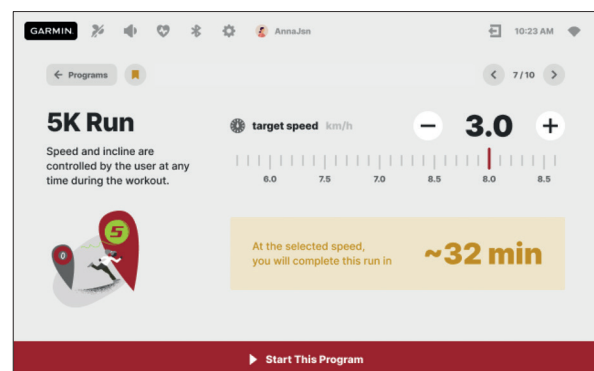 GARMIN.
AnnaJsn
10:23 AM
← Programs
< 7/10 >
5K Run
Speed and incline are
controlled by the user at any
time during the workout.
target speed km/h
− 3.0 +
6.0 7.5 7.0 8.5 8.0 8.5
0
5
At the selected speed,
you will complete this run in
~32 min
Start This Program